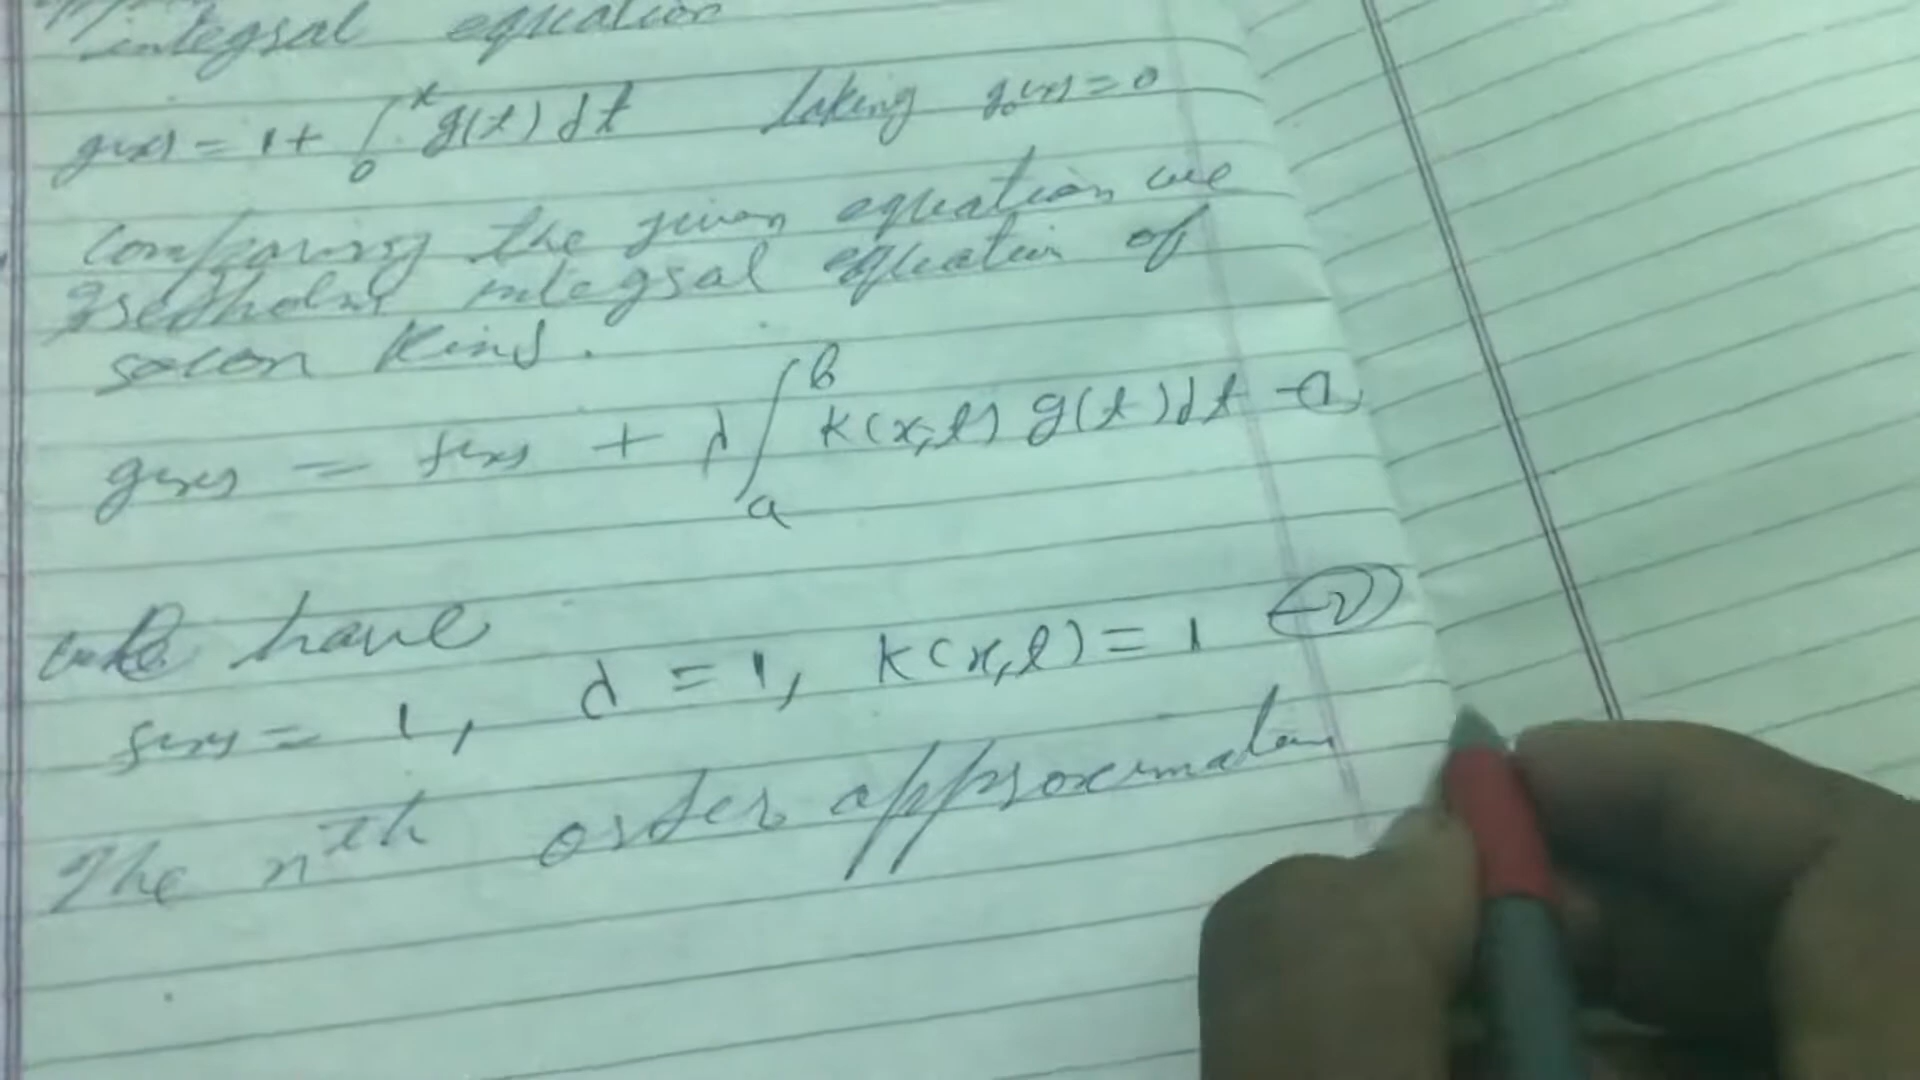 integral equation
g(x) = 1 + ∫₀ˣ g(t) dt taking g₀(x) = 0
comparing the given equation we
fredholm integral equation of
secon kind.
g(x) = f(x) + λ ∫ₐᵇ K(x,t) g(t) dt —①
we have
f(x) = 1, λ = 1, K(x,t) = 1 —②
The nᵗʰ order approximation